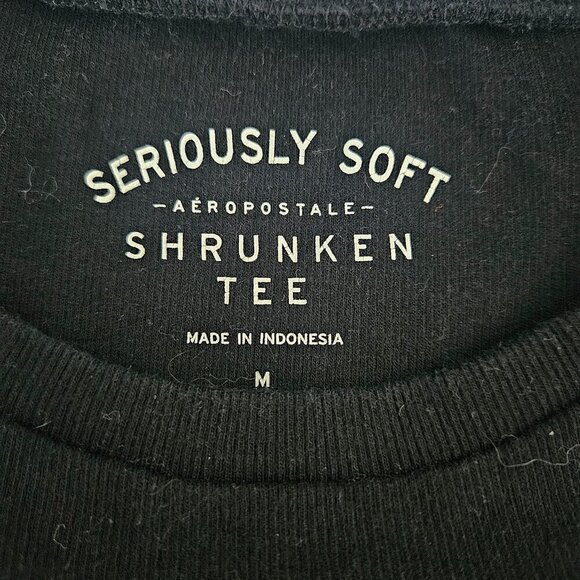 SERIOUSLY SOFT
-AÉROPOSTALE-
SHRUNKEN
TEE
MADE IN INDONESIA
M